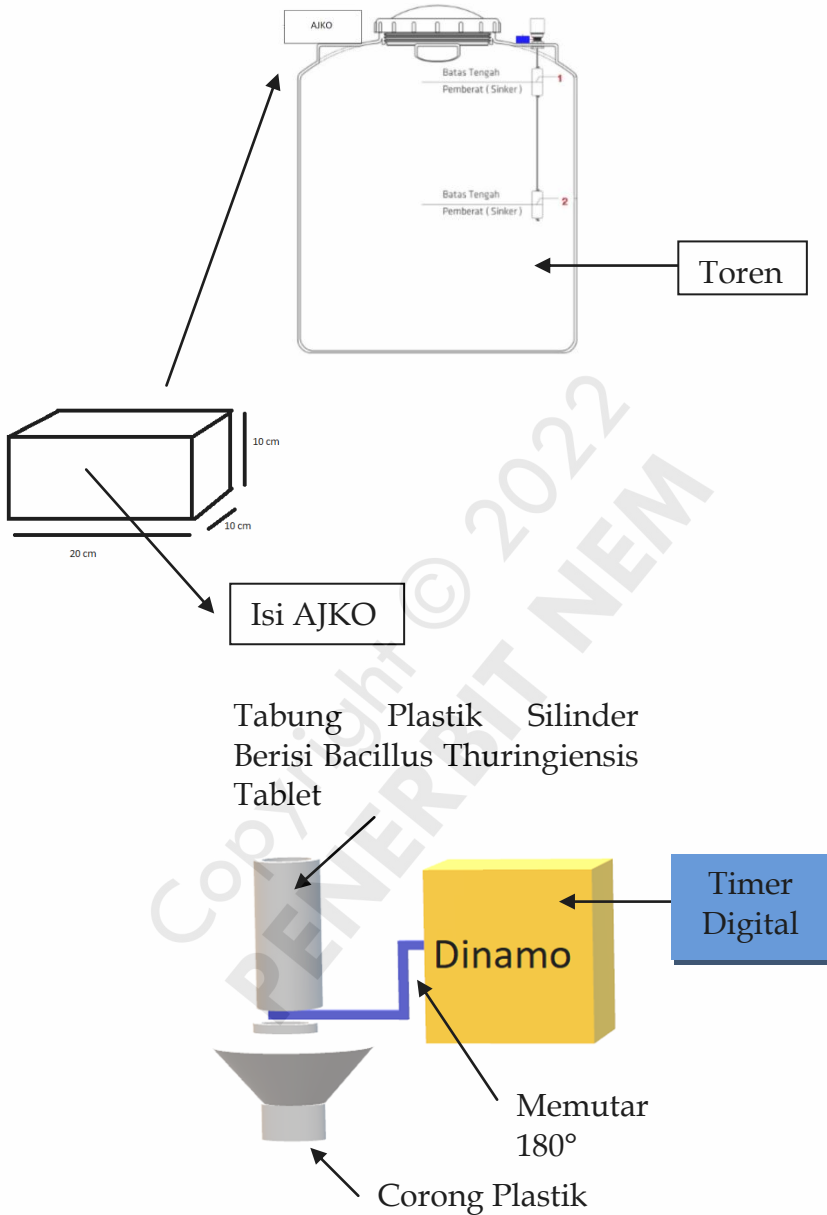 AJKO
Batas Tengah
1
Pemberat ( Sinker )
Batas Tengah
2
Pemberat ( Sinker )
Toren
10 cm
10 cm
20 cm
Isi AJKO
Tabung Plastik Silinder
Berisi Bacillus Thuringiensis
Tablet
Timer
Digital
Dinamo
Memutar
180°
Corong Plastik
Copyright © 2022
PENERBIT NEM